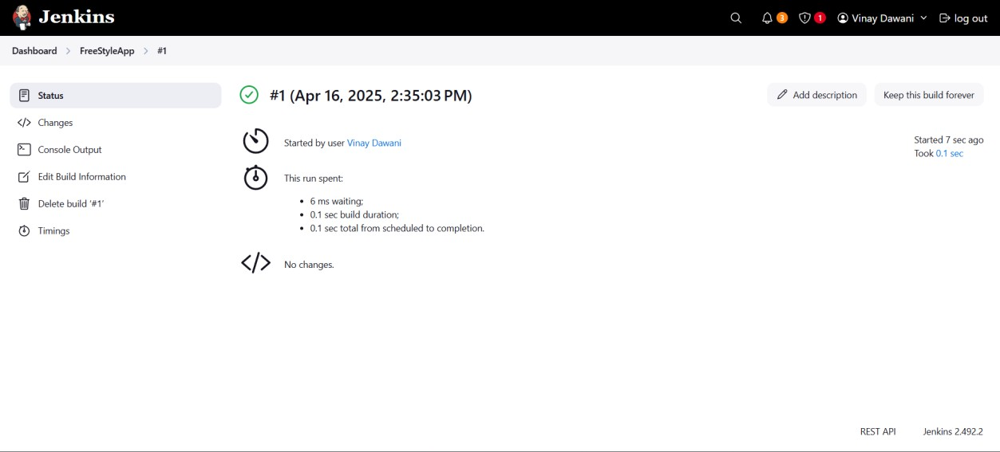 Jenkins
3
1
Vinay Dawani
log out
Dashboard > FreeStyleApp > #1
Status
Changes
Console Output
Edit Build Information
Delete build ‘#1’
Timings
#1 (Apr 16, 2025, 2:35:03 PM)
Add description
Keep this build forever
Started by user Vinay Dawani
Started 7 sec ago
Took 0.1 sec
This run spent:
• 6 ms waiting;
• 0.1 sec build duration;
• 0.1 sec total from scheduled to completion.
No changes.
REST API
Jenkins 2.492.2